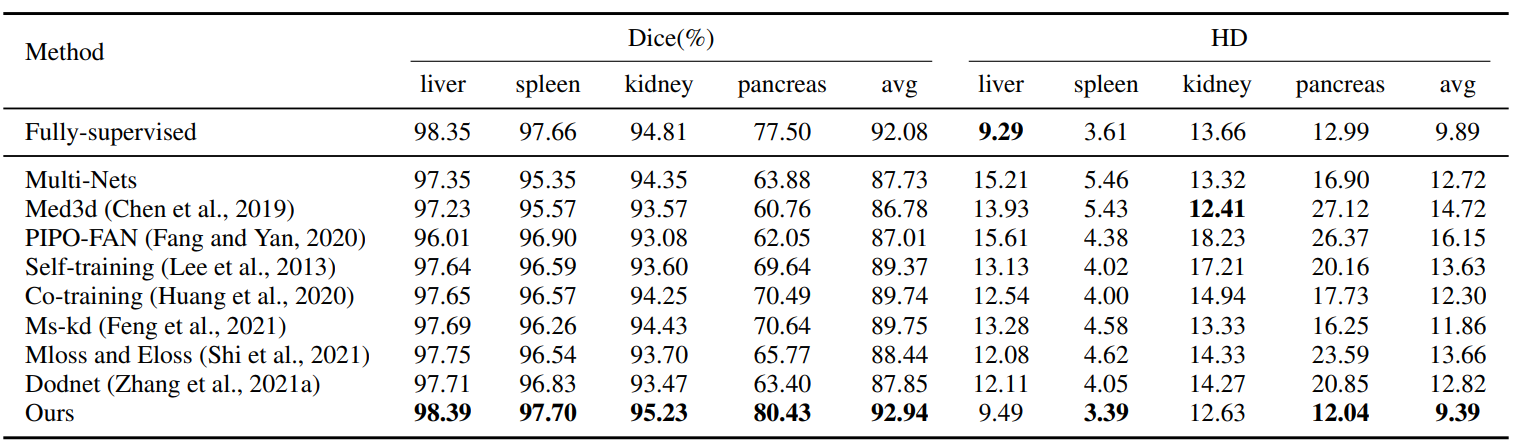 Method Dice(%) HD
liver spleen kidney pancreas avg liver spleen kidney pancreas avg
Fully-supervised 98.35 97.66 94.81 77.50 92.08 9.29 3.61 13.66 12.99 9.89
Multi-Nets 97.35 95.35 94.35 63.88 87.73 15.21 5.46 13.32 16.90 12.72
Med3d (Chen et al., 2019) 97.23 95.57 93.57 60.76 86.78 13.93 5.43 12.41 27.12 14.72
PIPO-FAN (Fang and Yan, 2020) 96.01 96.90 93.08 62.05 87.01 15.61 4.38 18.23 26.37 16.15
Self-training (Lee et al., 2013) 97.64 96.59 93.60 69.64 89.37 13.13 4.02 17.21 20.16 13.63
Co-training (Huang et al., 2020) 97.65 96.57 94.25 70.49 89.74 12.54 4.00 14.94 17.73 12.30
Ms-kd (Feng et al., 2021) 97.69 96.26 94.43 70.64 89.75 13.28 4.58 13.33 16.25 11.86
Mloss and Eloss (Shi et al., 2021) 97.75 96.54 93.70 65.77 88.44 12.08 4.62 14.33 23.59 13.66
Dodnet (Zhang et al., 2021a) 97.71 96.83 93.47 63.40 87.85 12.11 4.05 14.27 20.85 12.82
Ours 98.39 97.70 95.23 80.43 92.94 9.49 3.39 12.63 12.04 9.39